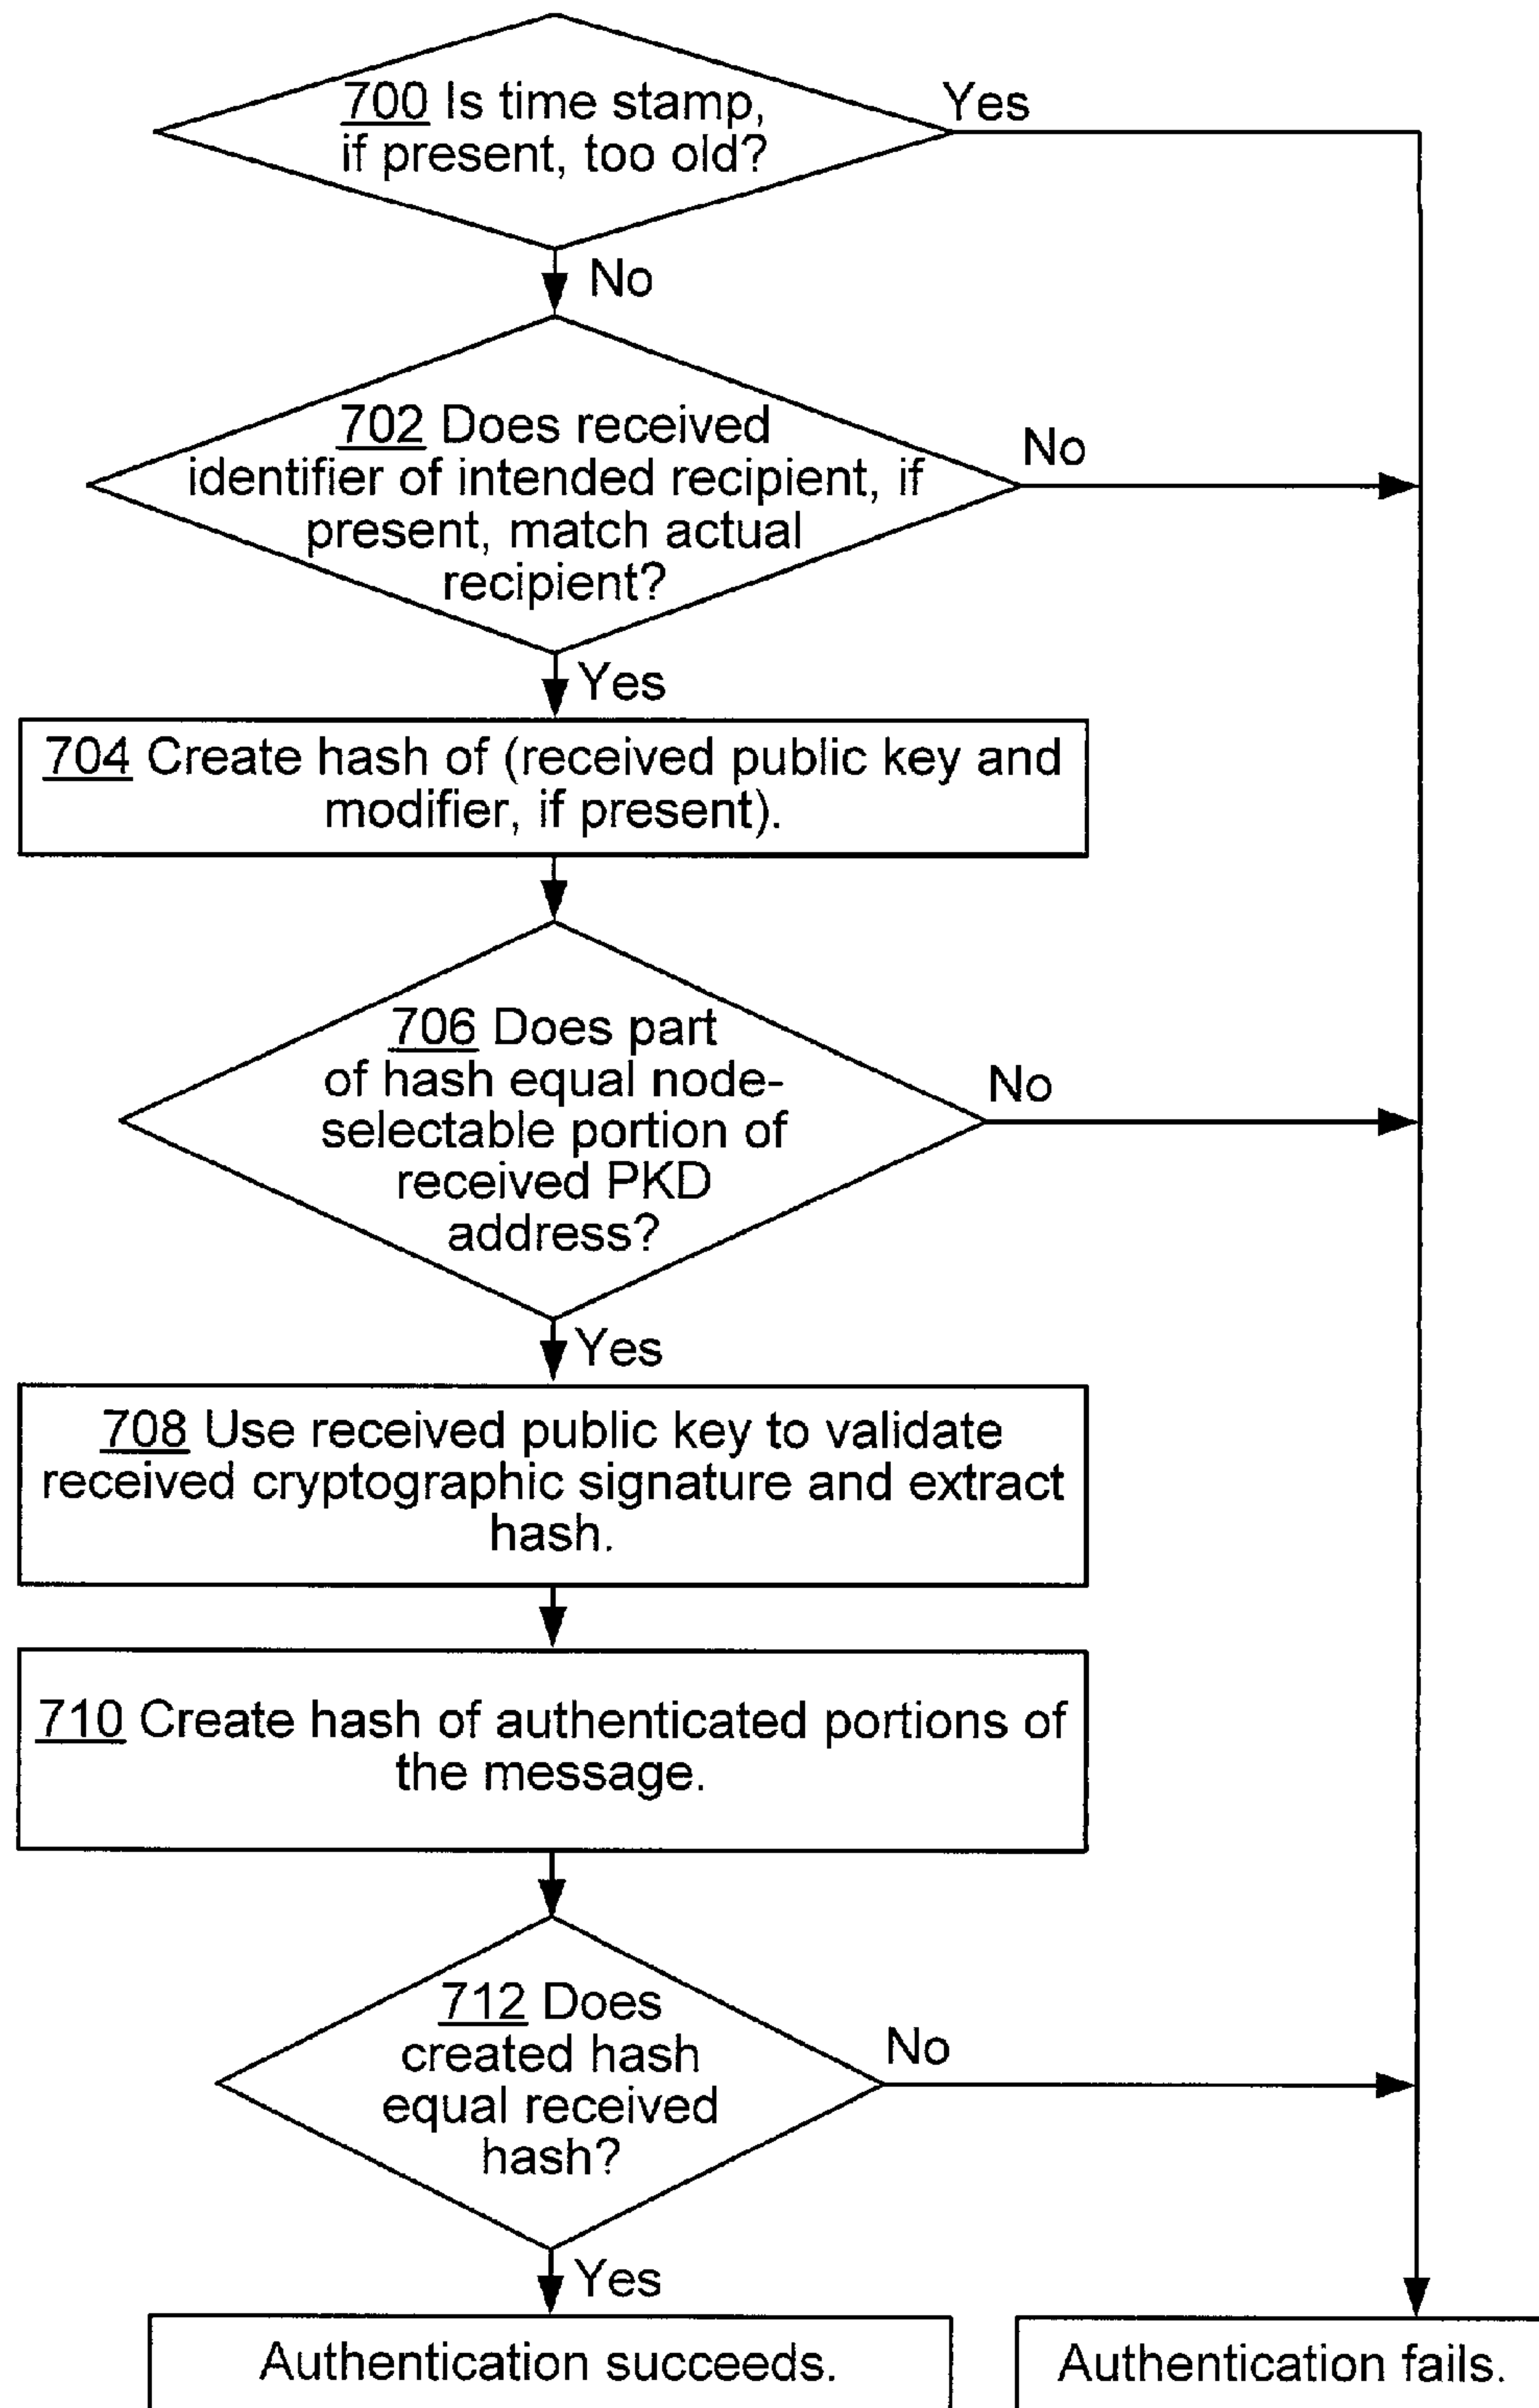 700 Is time stamp,
if present, too old?
Yes
No
702 Does received
identifier of intended recipient, if
present, match actual
recipient?
No
Yes
704 Create hash of (received public key and
modifier, if present).
706 Does part
of hash equal node-
selectable portion of
received PKD
address?
No
Yes
708 Use received public key to validate
received cryptographic signature and extract
hash.
710 Create hash of authenticated portions of
the message.
712 Does
created hash
equal received
hash?
No
Yes
Authentication succeeds.
Authentication fails.